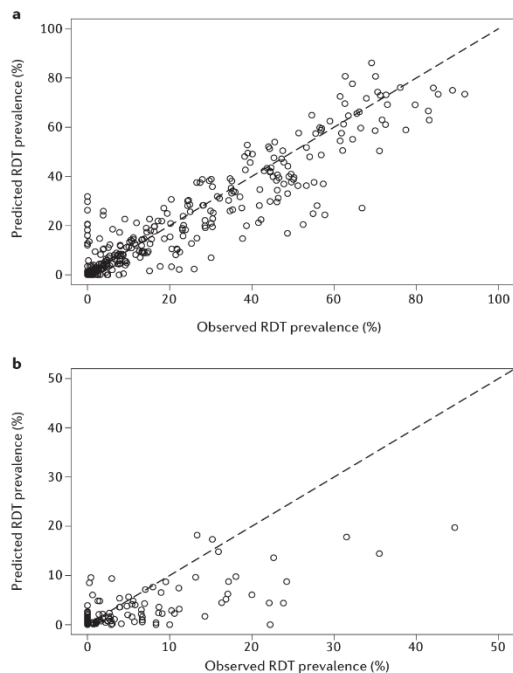 a
100
80
60
40
20
0
Predicted RDT prevalence (%)
0 20 40 60 80 100
Observed RDT prevalence (%)
b
50
40
30
20
10
0
Predicted RDT prevalence (%)
0 10 20 30 40 50
Observed RDT prevalence (%)